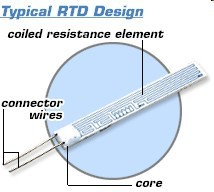 Typical RTD Design
coiled resistance element
connector
wires
core